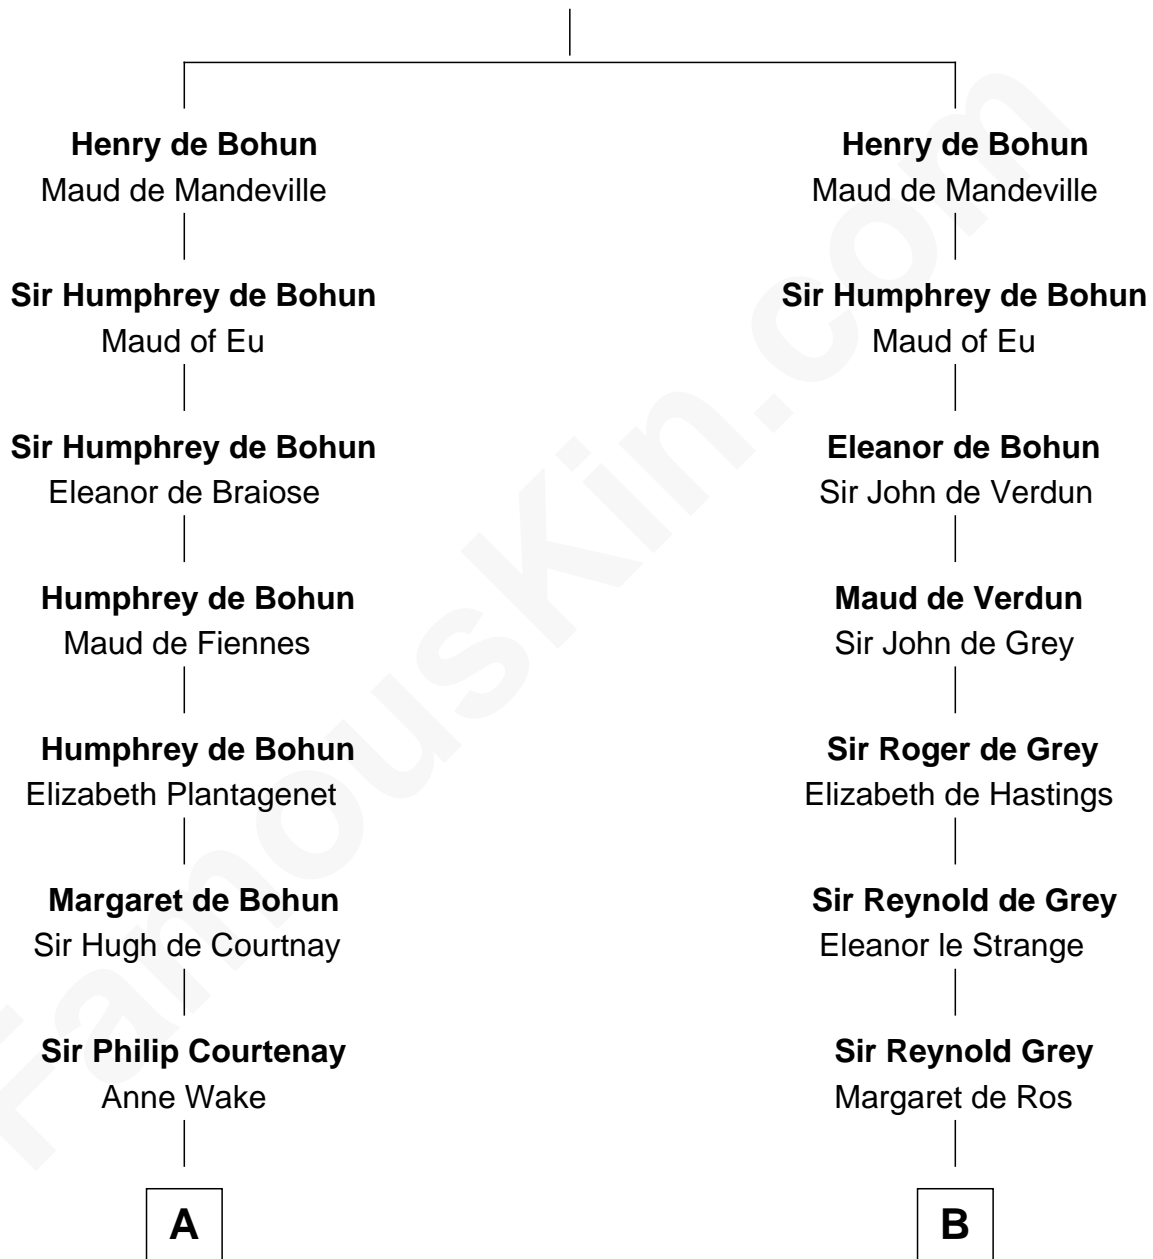 Henry de Bohun
Maud de Mandeville
Sir Humphrey de Bohun
Maud of Eu
Sir Humphrey de Bohun
Eleanor de Braiose
Humphrey de Bohun
Maud de Fiennes
Humphrey de Bohun
Elizabeth Plantagenet
Margaret de Bohun
Sir Hugh de Courtnay
Sir Philip Courtenay
Anne Wake
A
Henry de Bohun
Maud de Mandeville
Sir Humphrey de Bohun
Maud of Eu
Eleanor de Bohun
Sir John de Verdun
Maud de Verdun
Sir John de Grey
Sir Roger de Grey
Elizabeth de Hastings
Sir Reynold de Grey
Eleanor le Strange
Sir Reynold Grey
Margaret de Ros
B
FamousKin.com